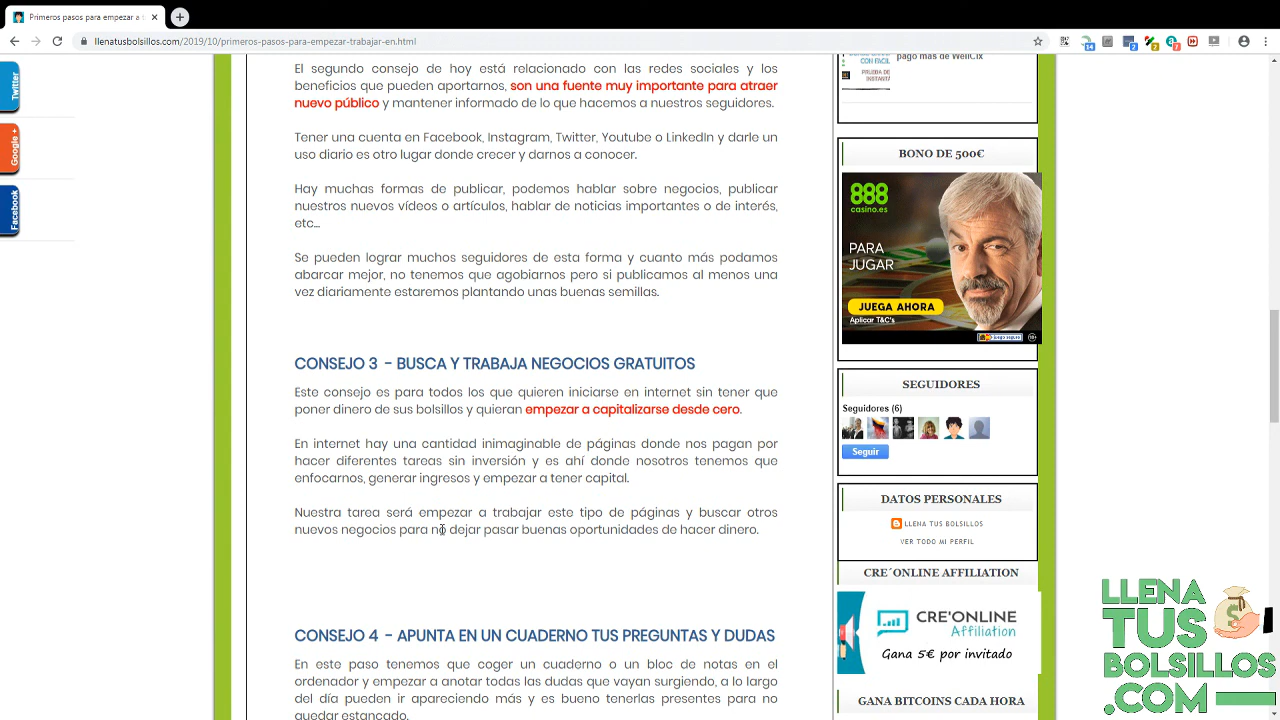 Primeros pasos para empezar a
llenatusbolsillos.com/2019/10/primeros-pasos-para-empezar-trabajar-en.html
Twitter
Google +
Facebook
El segundo consejo de hoy está relacionado con las redes sociales y los
beneficios que pueden aportarnos, son una fuente muy importante para atraer
nuevo público y mantener informado de lo que hacemos a nuestros seguidores.
Tener una cuenta en Facebook, Instagram, Twitter, Youtube o LinkedIn y darle un
uso diario es otro lugar donde crecer y darnos a conocer.
Hay muchas formas de publicar, podemos hablar sobre negocios, publicar
nuestros nuevos vídeos o artículos, hablar de noticias importantes o de interés,
etc...
Se pueden lograr muchos seguidores de esta forma y cuanto más podamos
abarcar mejor, no tenemos que agobiarnos pero si publicamos al menos una
vez diariamente estaremos plantando unas buenas semillas.
CONSEJO 3 - BUSCA Y TRABAJA NEGOCIOS GRATUITOS
Este consejo es para todos los que quieren iniciarse en internet sin tener que
poner dinero de sus bolsillos y quieran empezar a capitalizarse desde cero.
En internet hay una cantidad inimaginable de páginas donde nos pagan por
hacer diferentes tareas sin inversión y es ahí donde nosotros tenemos que
enfocarnos, generar ingresos y empezar a tener capital.
Nuestra tarea será empezar a trabajar este tipo de páginas y buscar otros
nuevos negocios para no dejar pasar buenas oportunidades de hacer dinero.
CONSEJO 4 - APUNTA EN UN CUADERNO TUS PREGUNTAS Y DUDAS
En este paso tenemos que coger un cuaderno o un bloc de notas en el
ordenador y empezar a anotar todas las dudas que vayan surgiendo, a lo largo
del día pueden ir apareciendo más y es bueno tenerlas presentes para no
quedar estancado.
CON FACIL
PRUEBA DE
pago más de WellCix
BONO DE 500€
888
casino.es
PARA
JUGAR
JUEGA AHORA
Aplicar T&C's
SEGUIDORES
Seguidores (6)
Seguir
DATOS PERSONALES
LLENA TUS BOLSILLOS
VER TODO MI PERFIL
CRE´ONLINE AFFILIATION
CRE'ONLINE
Affiliation
Gana 5€ por invitado
GANA BITCOINS CADA HORA
LLENA
TUS
BOLSILLOS
.COM